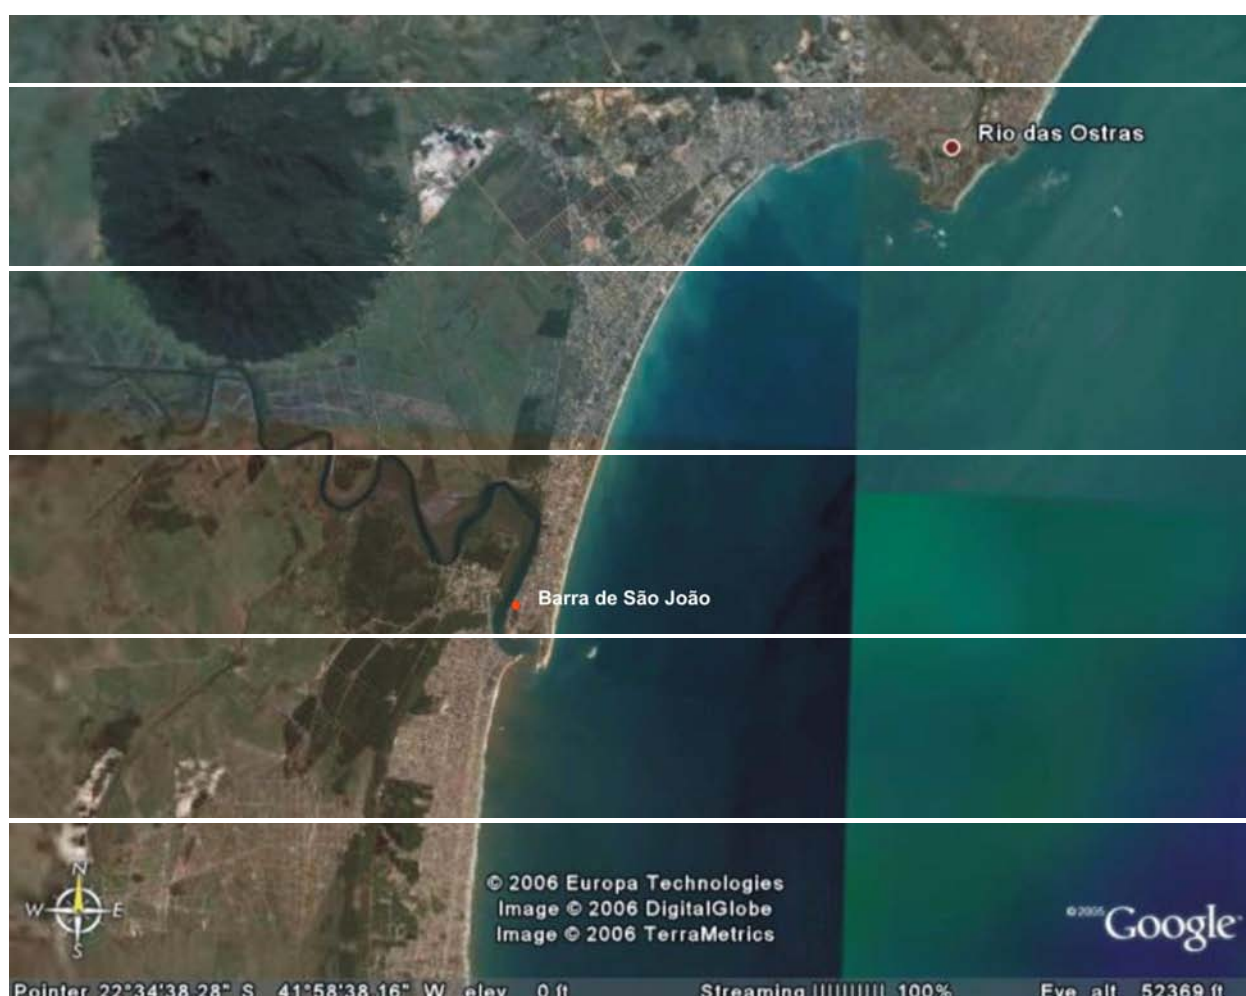 Rio das Ostras
Barra de São João
N
W E
S
© 2006 Europa Technologies
Image © 2006 DigitalGlobe
Image © 2006 TerraMetrics
© 2005 Google
Pointer 22°34'38.28" S 41°58'38.16" W elev 0 ft Streaming |||||||||| 100% Eye alt 52369 ft